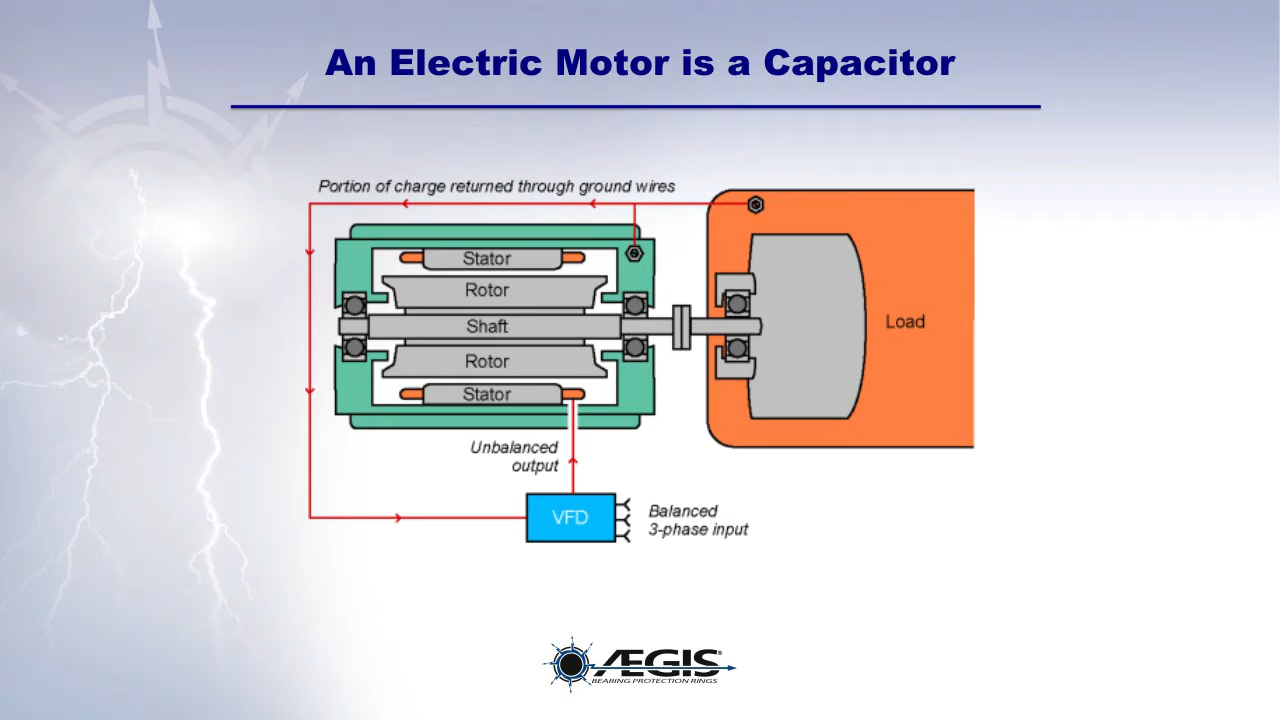 An Electric Motor is a Capacitor
Portion of charge returned through ground wires
Stator
Rotor
Shaft
Load
Rotor
Stator
Unbalanced
output
VFD
Balanced
3-phase input
ÆGIS®
BEARING PROTECTION RINGS